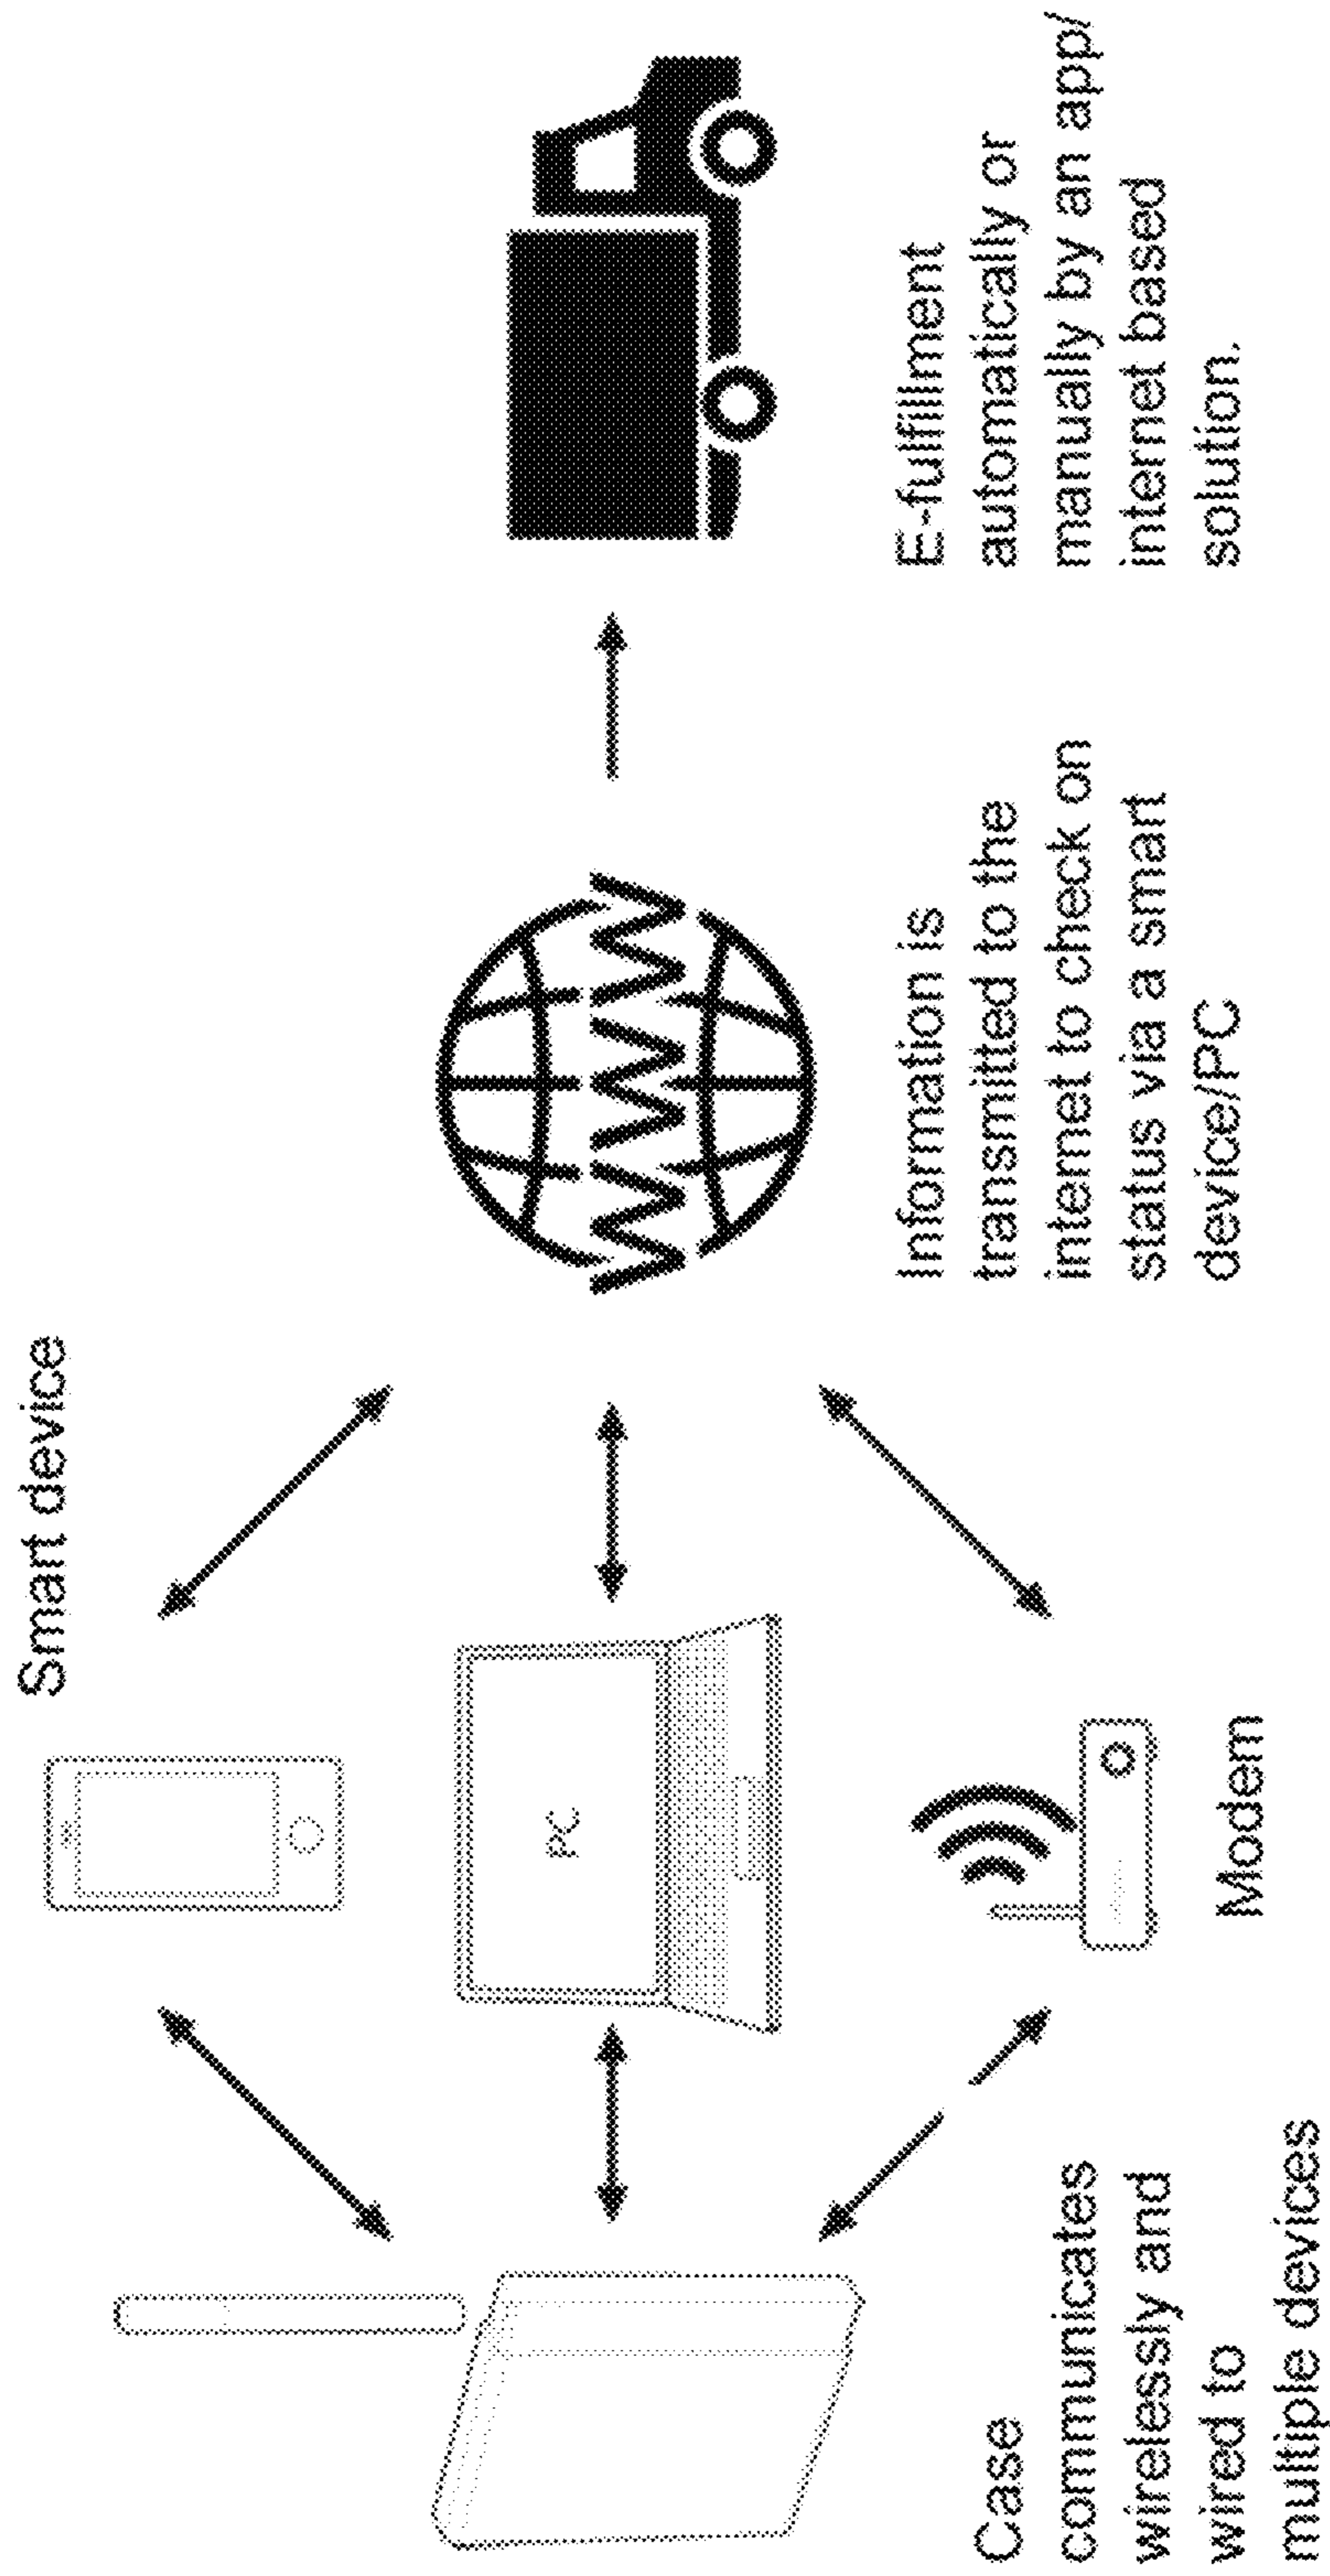 Smart device
PC
Modem
Case
communicates
wirelessly and
wired to
multiple devices
WWW
Information is
transmitted to the
internet to check on
status via a smart
device/PC
E-fulfillment
automatically or
manually by an app/
internet based
solution.